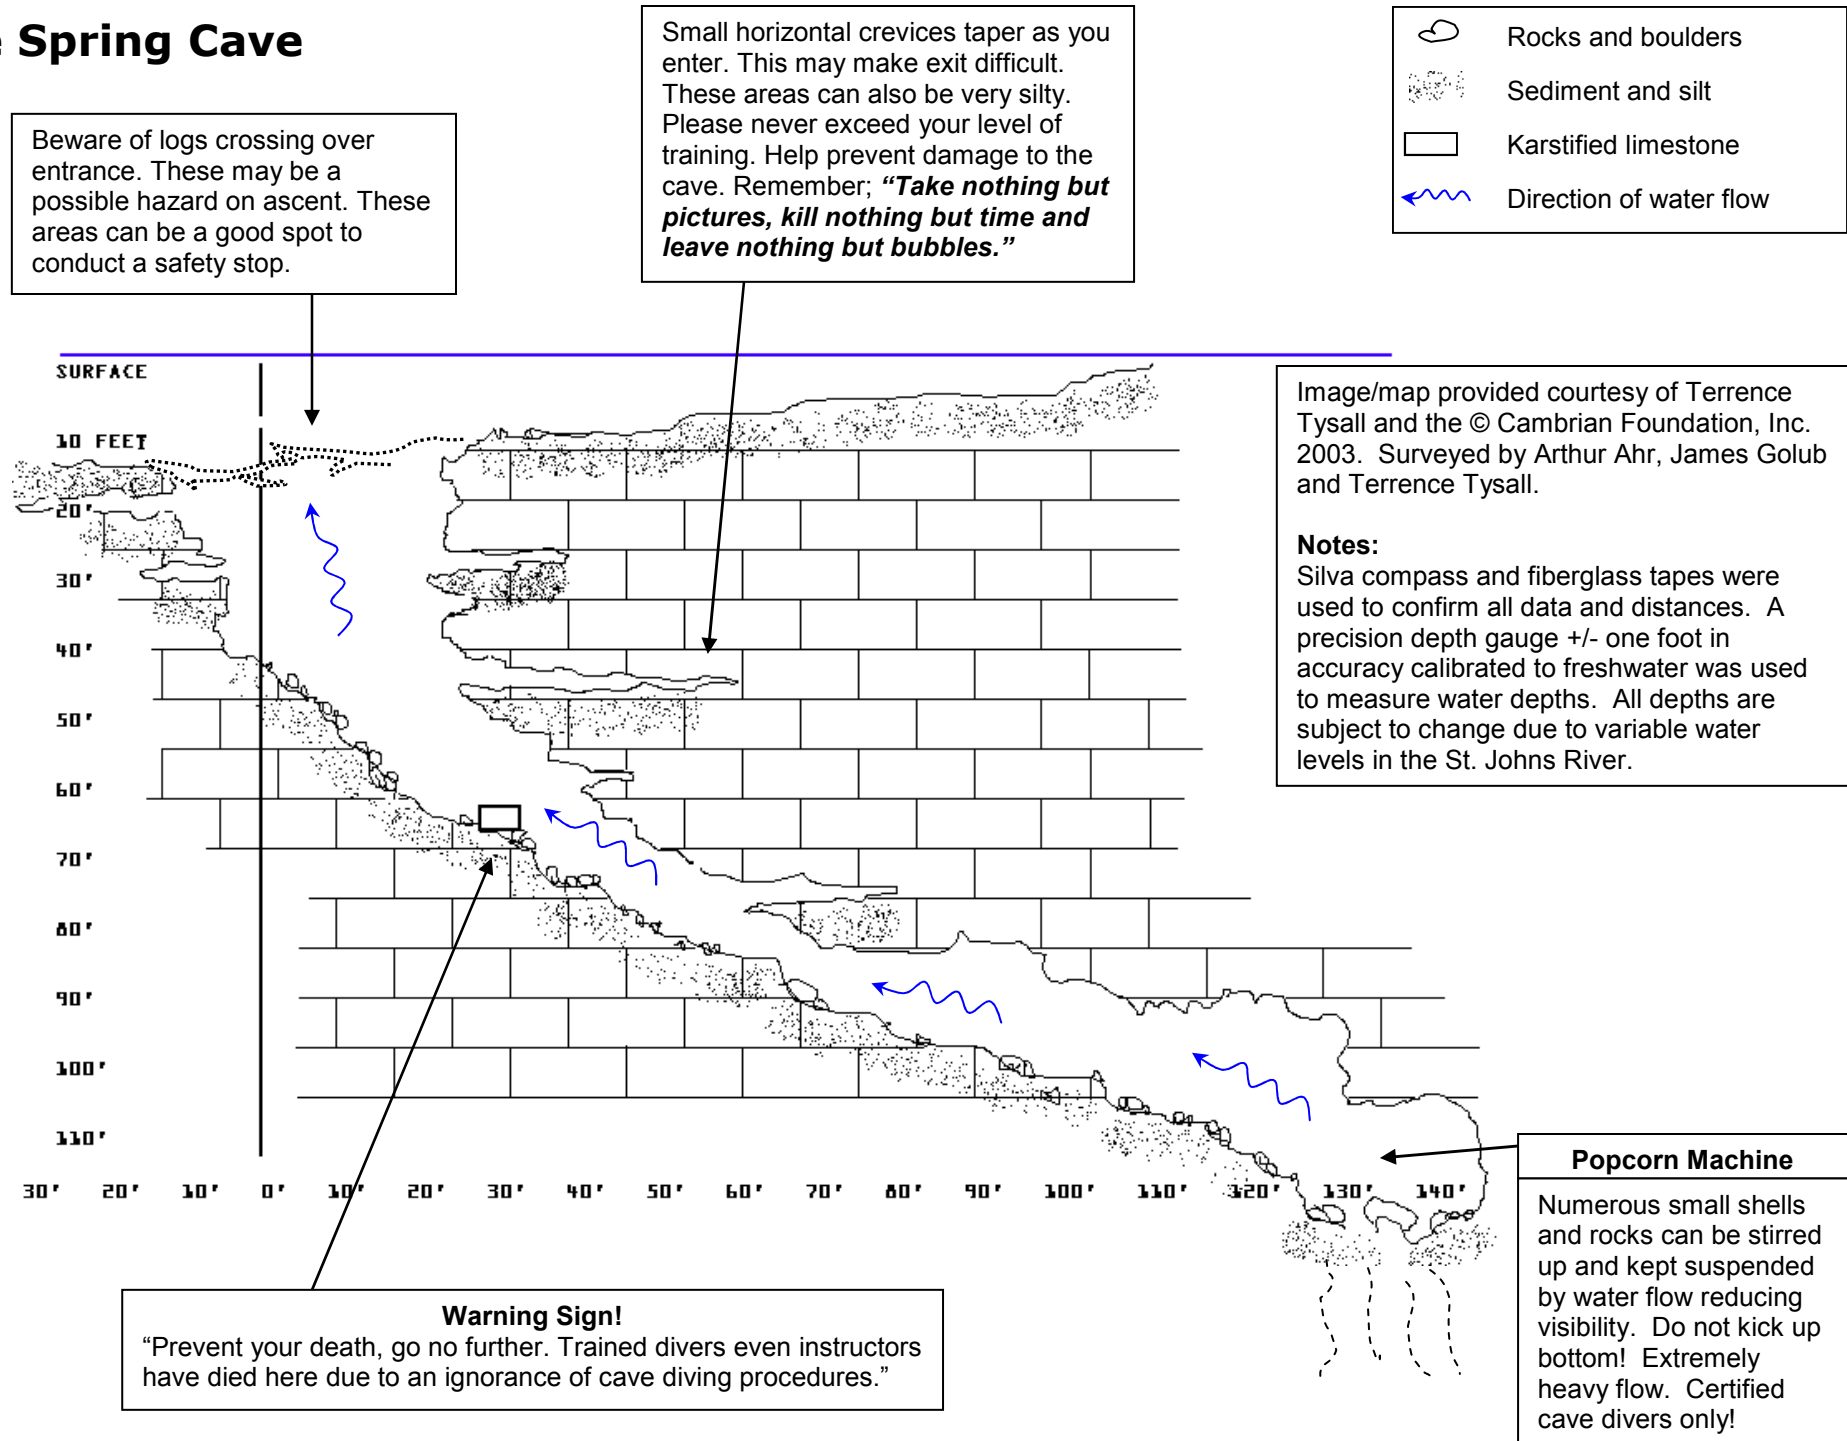 Spring Cave
Small horizontal crevices taper as you
enter. This may make exit difficult.
These areas can also be very silty.
Please never exceed your level of
training. Help prevent damage to the
cave. Remember; “Take nothing but
pictures, kill nothing but time and
leave nothing but bubbles.”
Rocks and boulders
Sediment and silt
Karstified limestone
Direction of water flow
Beware of logs crossing over
entrance. These may be a
possible hazard on ascent. These
areas can be a good spot to
conduct a safety stop.
SURFACE
10 FEET
20'
30'
40'
50'
60'
70'
80'
90'
100'
110'
30' 20' 10' 0' 10' 20' 30' 40' 50' 60' 70' 80' 90' 100' 110' 120' 130' 140'
Image/map provided courtesy of Terrence
Tysall and the © Cambrian Foundation, Inc.
2003. Surveyed by Arthur Ahr, James Golub
and Terrence Tysall.
Notes:
Silva compass and fiberglass tapes were
used to confirm all data and distances. A
precision depth gauge +/- one foot in
accuracy calibrated to freshwater was used
to measure water depths. All depths are
subject to change due to variable water
levels in the St. Johns River.
Popcorn Machine
Numerous small shells
and rocks can be stirred
up and kept suspended
by water flow reducing
visibility. Do not kick up
bottom! Extremely
heavy flow. Certified
cave divers only!
Warning Sign!
“Prevent your death, go no further. Trained divers even instructors
have died here due to an ignorance of cave diving procedures.”